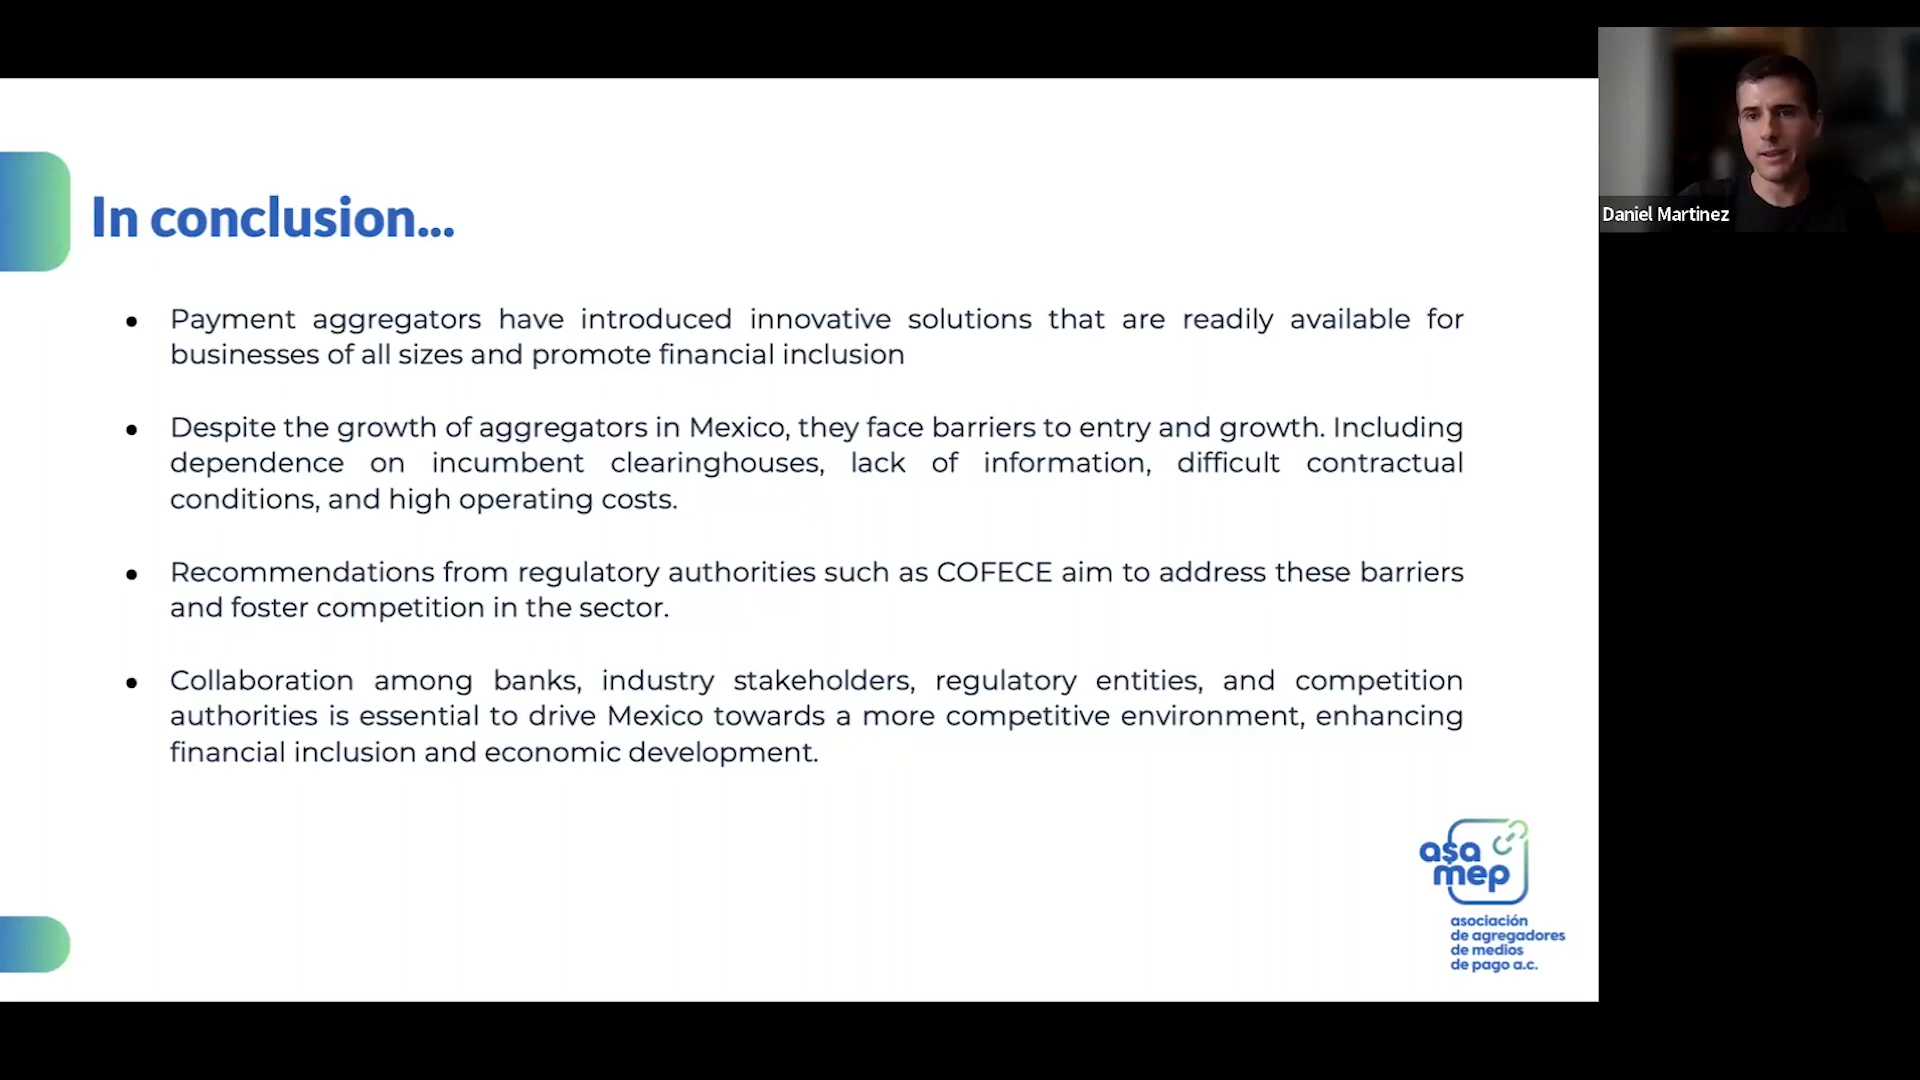 In conclusion...
• Payment aggregators have introduced innovative solutions that are readily available for
businesses of all sizes and promote financial inclusion
• Despite the growth of aggregators in Mexico, they face barriers to entry and growth. Including
dependence on incumbent clearinghouses, lack of information, difficult contractual
conditions, and high operating costs.
• Recommendations from regulatory authorities such as COFECE aim to address these barriers
and foster competition in the sector.
• Collaboration among banks, industry stakeholders, regulatory entities, and competition
authorities is essential to drive Mexico towards a more competitive environment, enhancing
financial inclusion and economic development.
asa
mep
asociación
de agregadores
de medios
de pago a.c.
Daniel Martinez